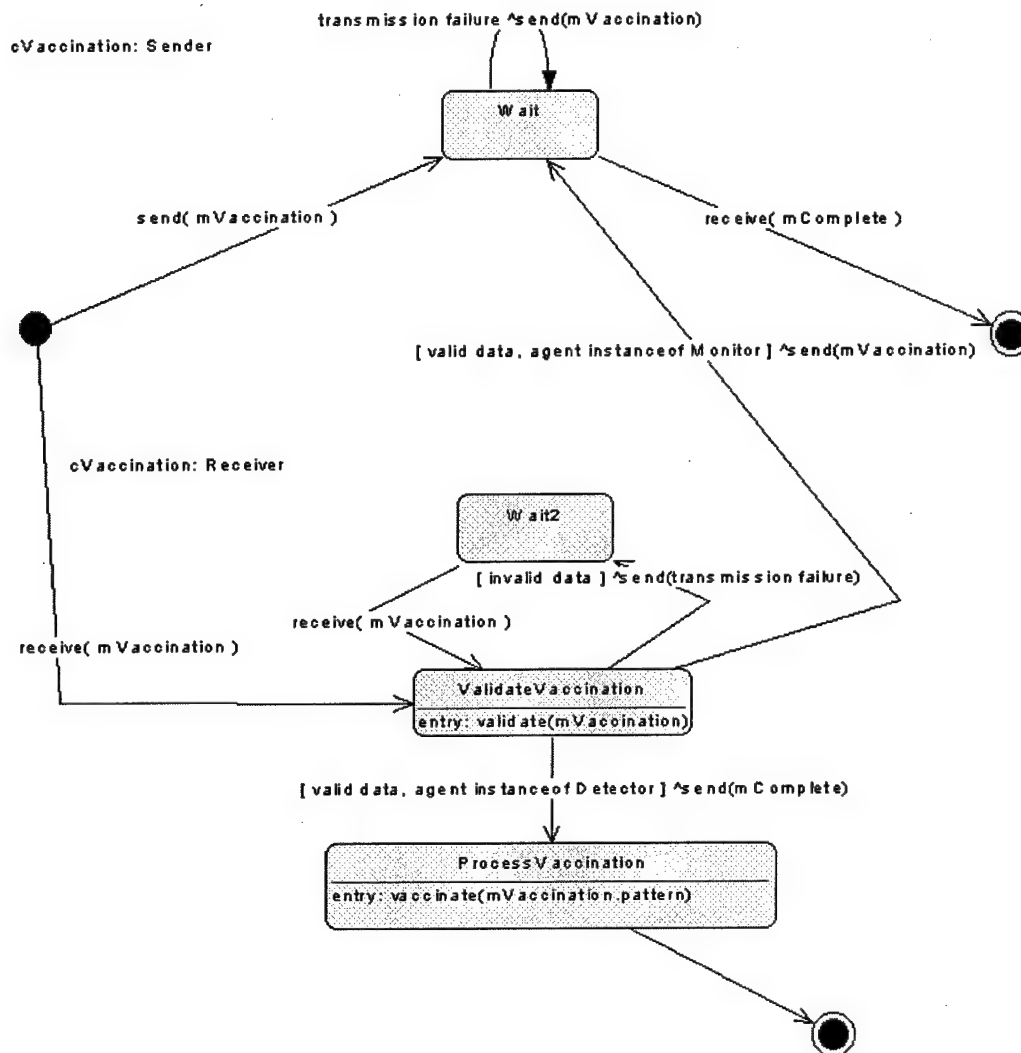 transmission failure ^send(mVaccination)
cVaccination: Sender
Wait
send( mVaccination )
receive( mComplete )
[ valid data, agent instanceof Monitor ] ^send(mVaccination)
cVaccination: Receiver
Wait2
[ invalid data ] ^send(transmission failure)
receive( mVaccination )
receive( mVaccination )
ValidateVaccination
entry: validate(mVaccination)
[ valid data, agent instanceof Detector ] ^send(mComplete)
ProcessVaccination
entry: vaccinate(mVaccination.pattern)